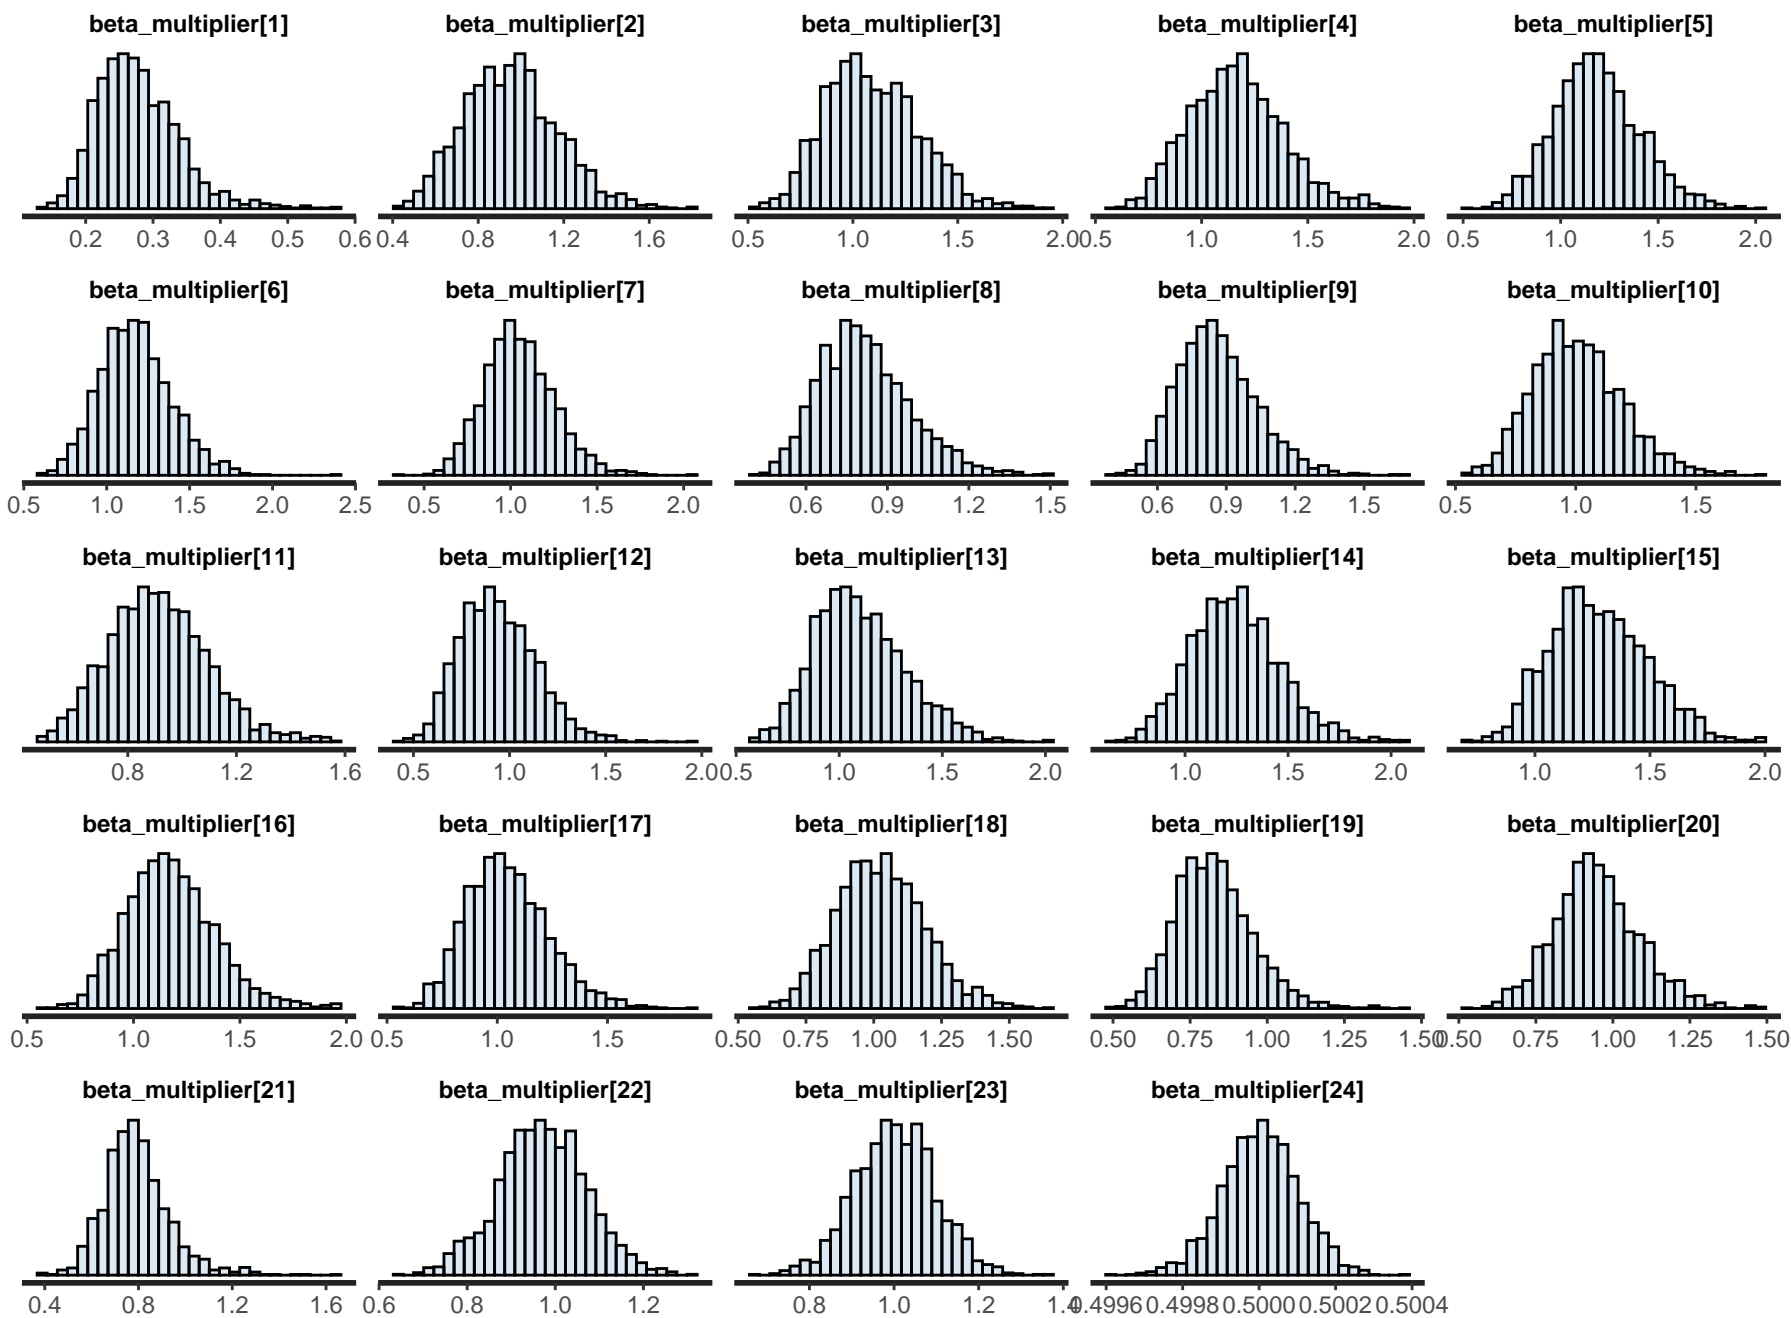 beta_multiplier[1] beta_multiplier[2] beta_multiplier[3] beta_multiplier[4] beta_multiplier[5]
0.2 0.3 0.4 0.5 0.6 0.4 0.8 1.2 1.6 0.5 1.0 1.5 2.0 0.5 1.0 1.5 2.0 0.5 1.0 1.5 2.0
beta_multiplier[6] beta_multiplier[7] beta_multiplier[8] beta_multiplier[9] beta_multiplier[10]
0.5 1.0 1.5 2.0 2.5 0.5 1.0 1.5 2.0 0.6 0.9 1.2 1.5 0.6 0.9 1.2 1.5 0.5 1.0 1.5
beta_multiplier[11] beta_multiplier[12] beta_multiplier[13] beta_multiplier[14] beta_multiplier[15]
0.8 1.2 1.6 0.5 1.0 1.5 2.0 0.5 1.0 1.5 2.0 1.0 1.5 2.0 1.0 1.5 2.0
beta_multiplier[16] beta_multiplier[17] beta_multiplier[18] beta_multiplier[19] beta_multiplier[20]
0.5 1.0 1.5 2.0 0.5 1.0 1.5 0.50 0.75 1.00 1.25 1.50 0.50 0.75 1.00 1.25 1.50 0.50 0.75 1.00 1.25 1.50
beta_multiplier[21] beta_multiplier[22] beta_multiplier[23] beta_multiplier[24]
0.4 0.8 1.2 1.6 0.6 0.8 1.0 1.2 0.8 1.0 1.2 1.4 0.4996 0.4998 0.5000 0.5002 0.5004